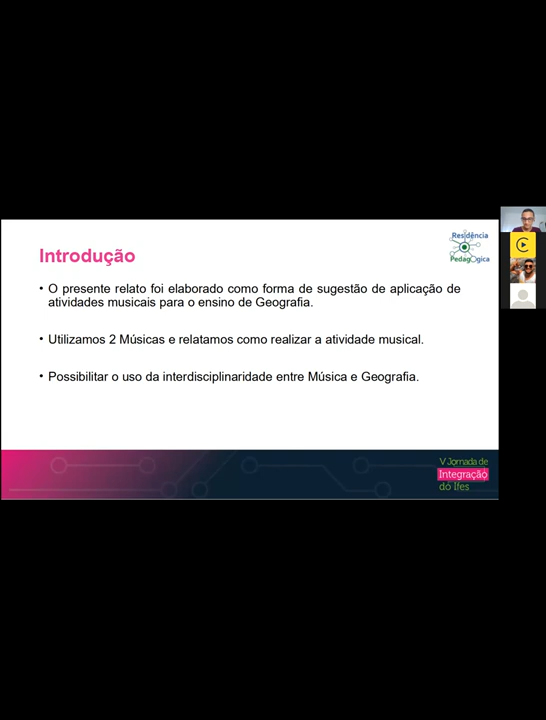 Residência
Pedagógica
Introdução
• O presente relato foi elaborado como forma de sugestão de aplicação de
atividades musicais para o ensino de Geografia.
• Utilizamos 2 Músicas e relatamos como realizar a atividade musical.
• Possibilitar o uso da interdisciplinaridade entre Música e Geografia.
V Jornada de
Integração
do Ifes